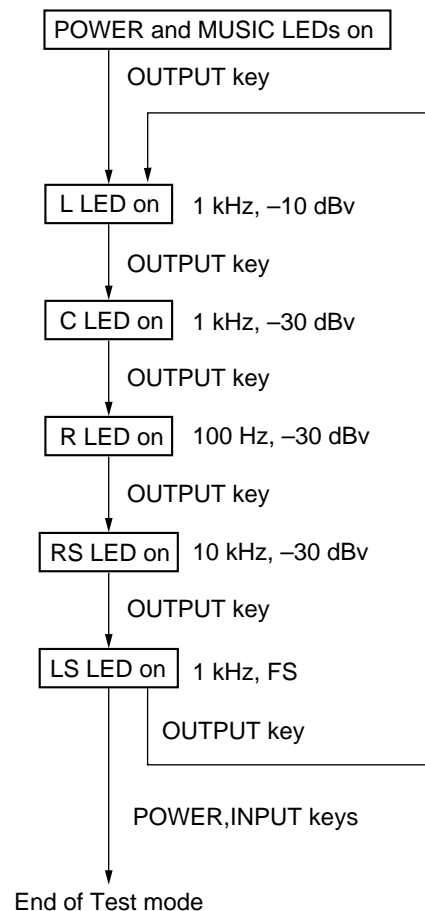 POWER and MUSIC LEDs on
OUTPUT key
L LED on
1 kHz, –10 dBv
OUTPUT key
C LED on
1 kHz, –30 dBv
OUTPUT key
R LED on
100 Hz, –30 dBv
OUTPUT key
RS LED on
10 kHz, –30 dBv
OUTPUT key
LS LED on
1 kHz, FS
OUTPUT key
POWER,INPUT keys
End of Test mode